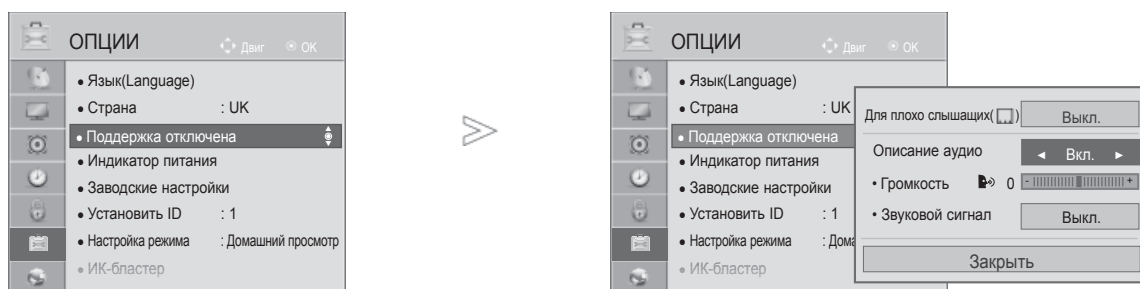 ОПЦИИ
Двиг
OK
• Язык(Language)
• Страна : UK
• Поддержка отключена
• Индикатор питания
• Заводские настройки
• Установить ID : 1
• Настройка режима : Домашний просмотр
• ИК-бластер
ОПЦИИ
Двиг
OK
• Язык(Language)
• Страна : UK
• Поддержка отключена
• Индикатор питания
• Заводские настройки
• Установить ID : 1
• Настройка режима : Дома
• ИК-бластер
Для плохо слышащих( ) Выкл.
Описание аудио ◄ Вкл. ►
• Громкость 0 - +
• Звуковой сигнал Выкл.
Закрыть